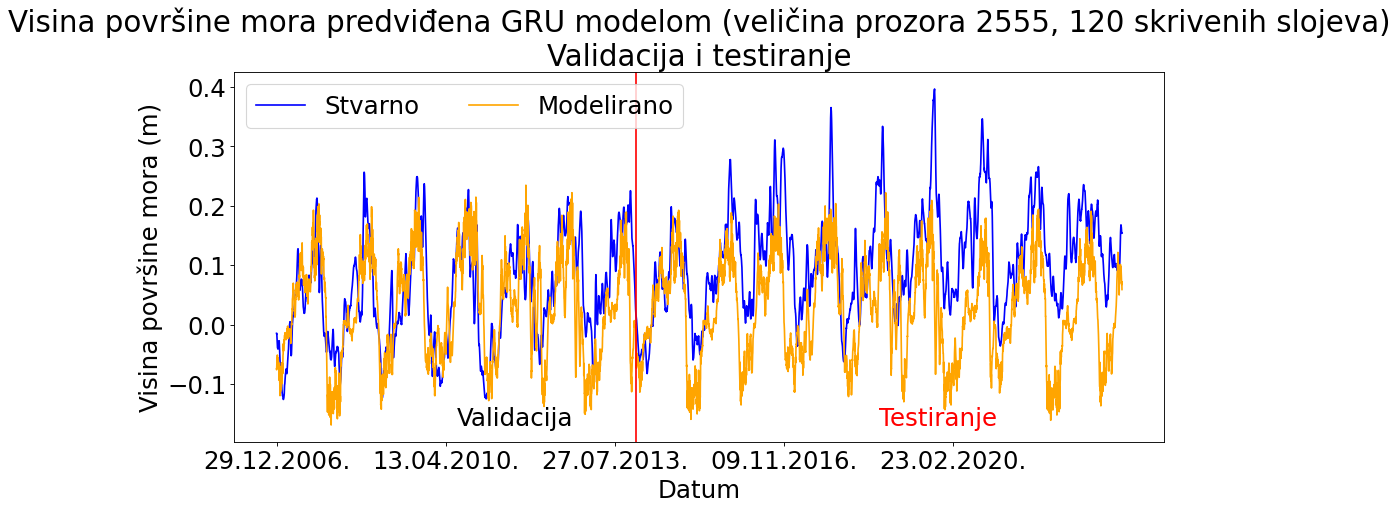 Visina površine mora predviđena GRU modelom (veličina prozora 2555, 120 skrivenih slojeva)
Validacija i testiranje
Stvarno
Modelirano
Visina površine mora (m)
0.4
0.3
0.2
0.1
0.0
−0.1
Validacija
Testiranje
29.12.2006.
13.04.2010.
27.07.2013.
09.11.2016.
23.02.2020.
Datum